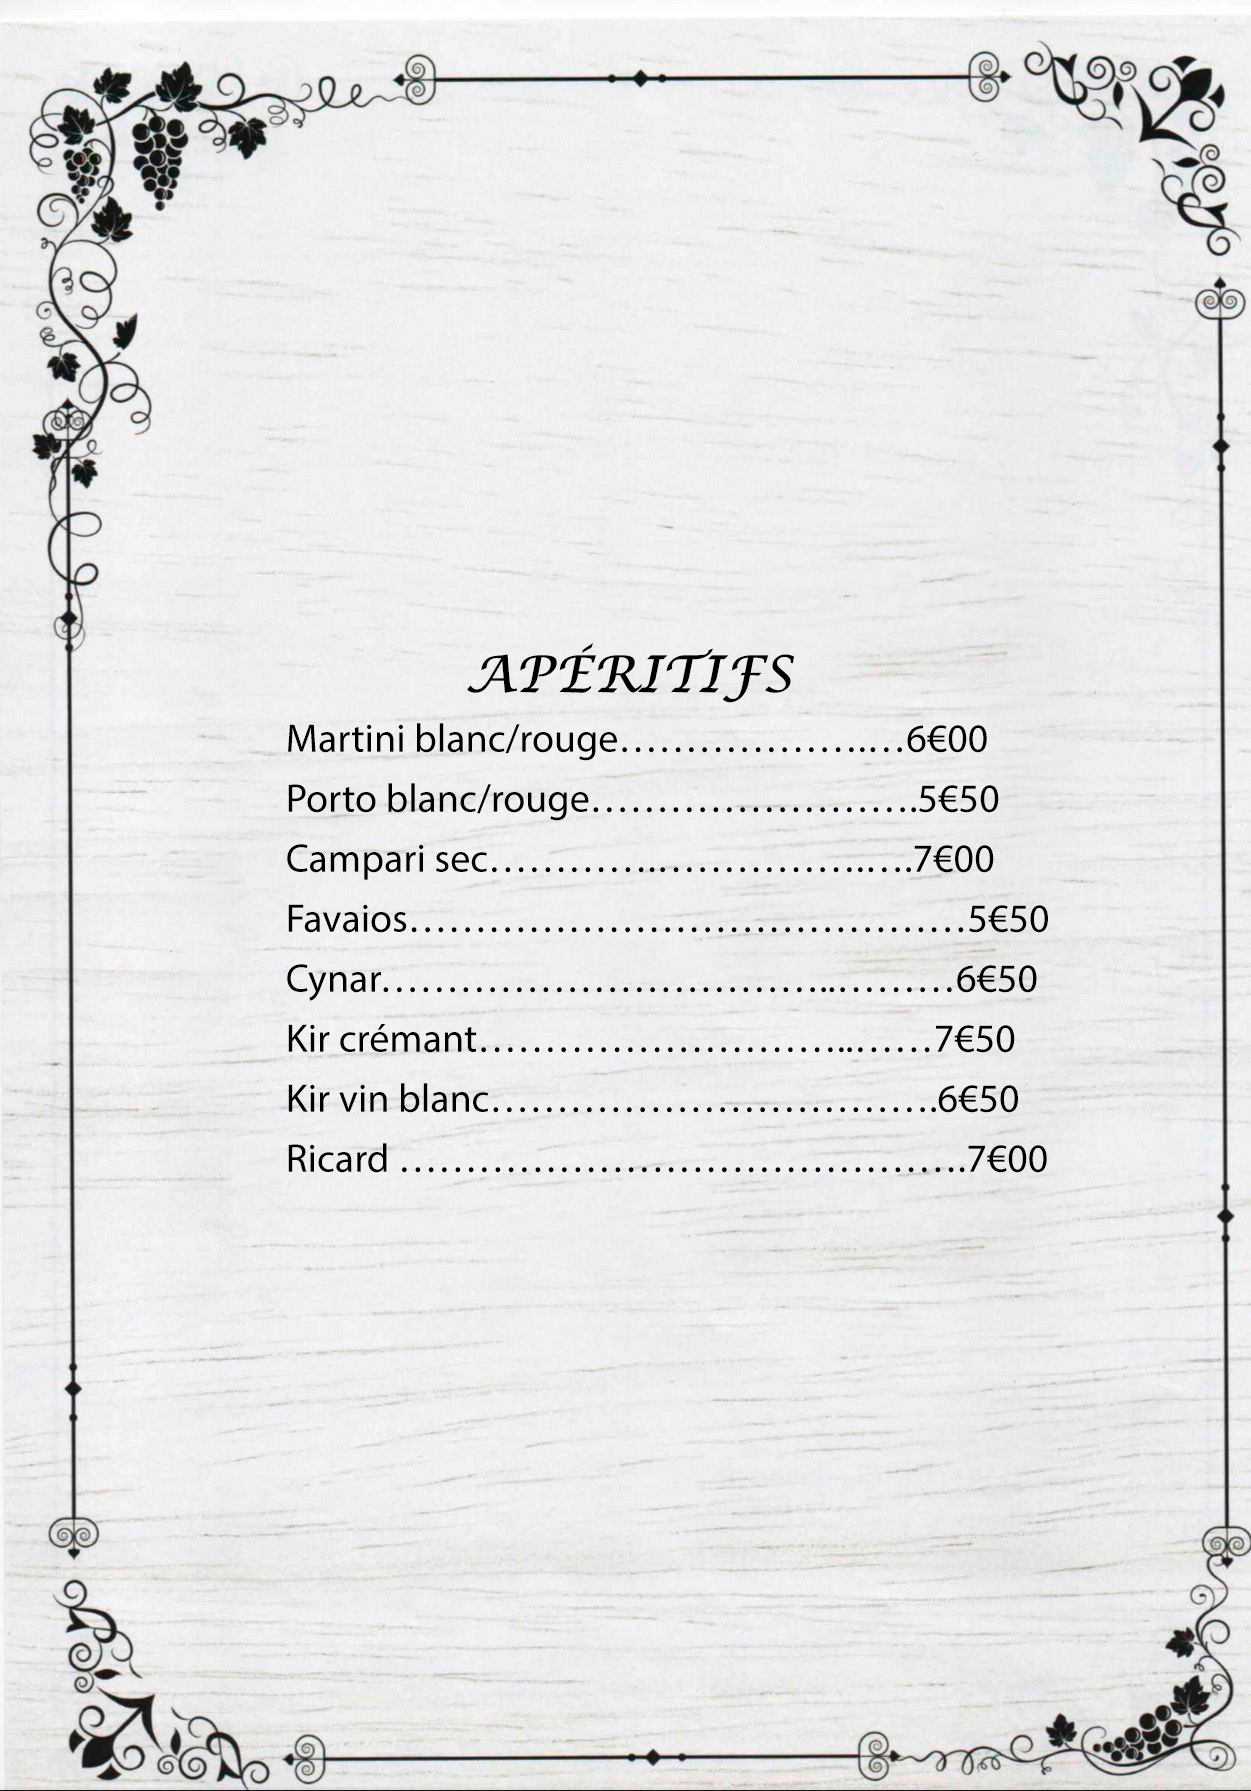 APÉRITIFS
Martini blanc/rouge……………….…6€00
Porto blanc/rouge…………………….5€50
Campari sec………….……………….….7€00
Favaios……………………………………5€50
Cynar……………………………..………6€50
Kir crémant………………………..……7€50
Kir vin blanc…………………………….6€50
Ricard …………………………………….7€00